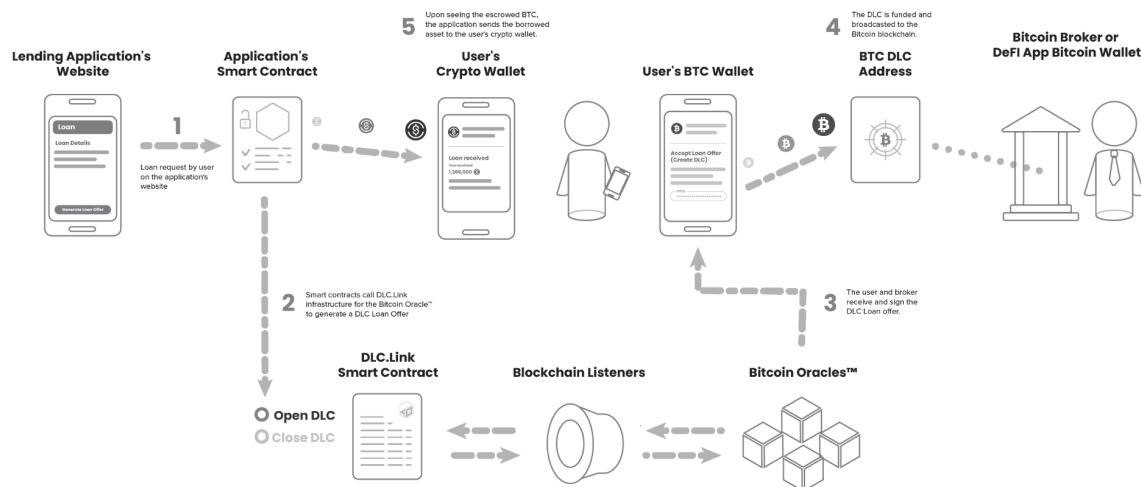 5
Upon seeing the escrowed BTC,
the application sends the borrowed
asset to the user's crypto wallet.
4
The DLC is funded and
broadcasted to the
Bitcoin blockchain.
Lending Application's
Website
Application's
Smart Contract
User's
Crypto Wallet
User's BTC Wallet
BTC DLC
Address
Bitcoin Broker or
DeFI App Bitcoin Wallet
Loan
Loan Details
Generate Loan Offer
1
Loan request by user
on the application's
website
Loan received
You received
1,269,000
Accept Loan Offer
(Create DLC)
2
Smart contracts call DLC.Link
infrastructure for the Bitcoin Oracle™
to generate a DLC Loan Offer
3
The user and broker
receive and sign the
DLC Loan offer.
DLC.Link
Smart Contract
Blockchain Listeners
Bitcoin Oracles™
Open DLC
Close DLC